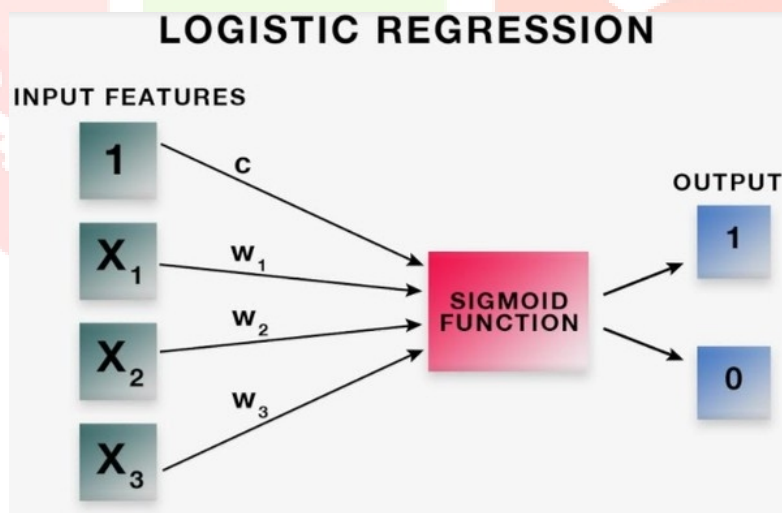 LOGISTIC REGRESSION
INPUT FEATURES
1
c
X₁
w₁
X₂
w₂
X₃
w₃
SIGMOID
FUNCTION
OUTPUT
1
0